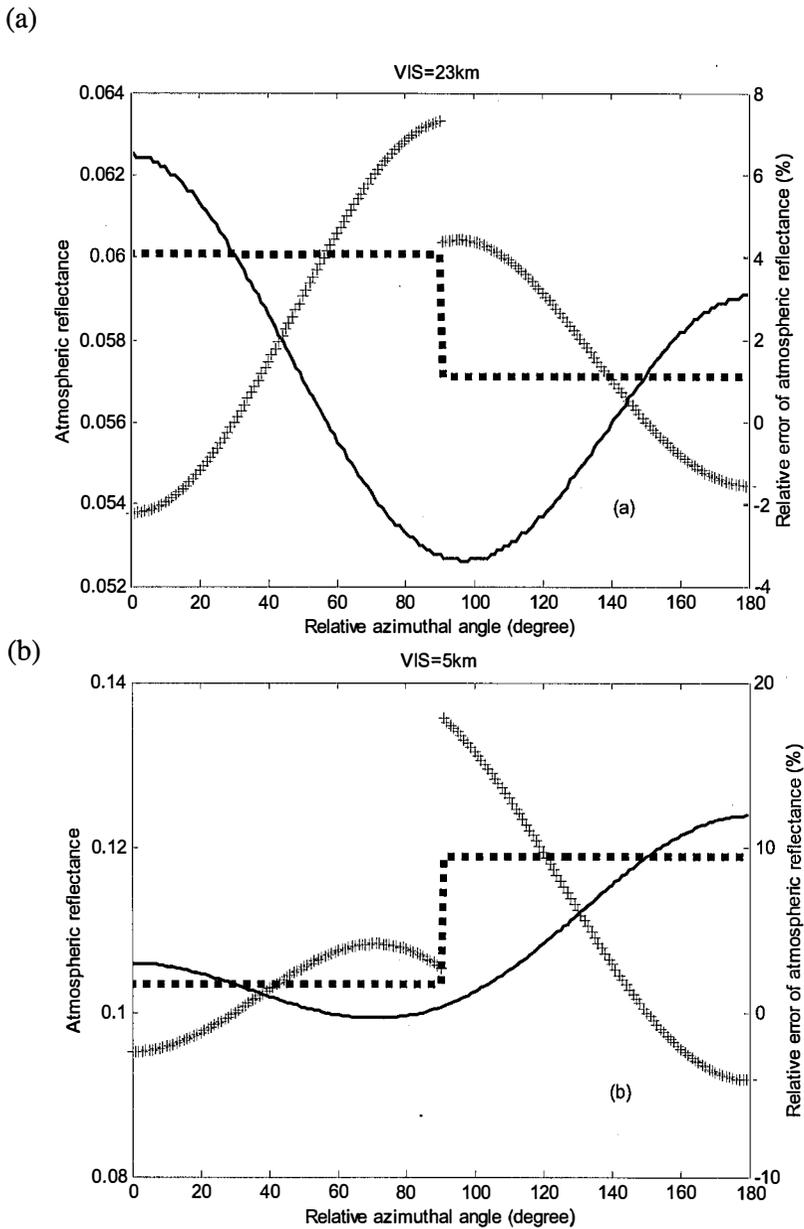 (a)
VIS=23km
0.064
0.062
0.06
0.058
0.056
0.054
0.052
Atmospheric reflectance
8
6
4
2
0
-2
-4
Relative error of atmospheric reflectance (%)
(a)
0 20 40 60 80 100 120 140 160 180
Relative azimuthal angle (degree)
(b)
VIS=5km
0.14
0.12
0.1
0.08
Atmospheric reflectance
20
10
0
-10
Relative error of atmospheric reflectance (%)
(b)
0 20 40 60 80 100 120 140 160 180
Relative azimuthal angle (degree)